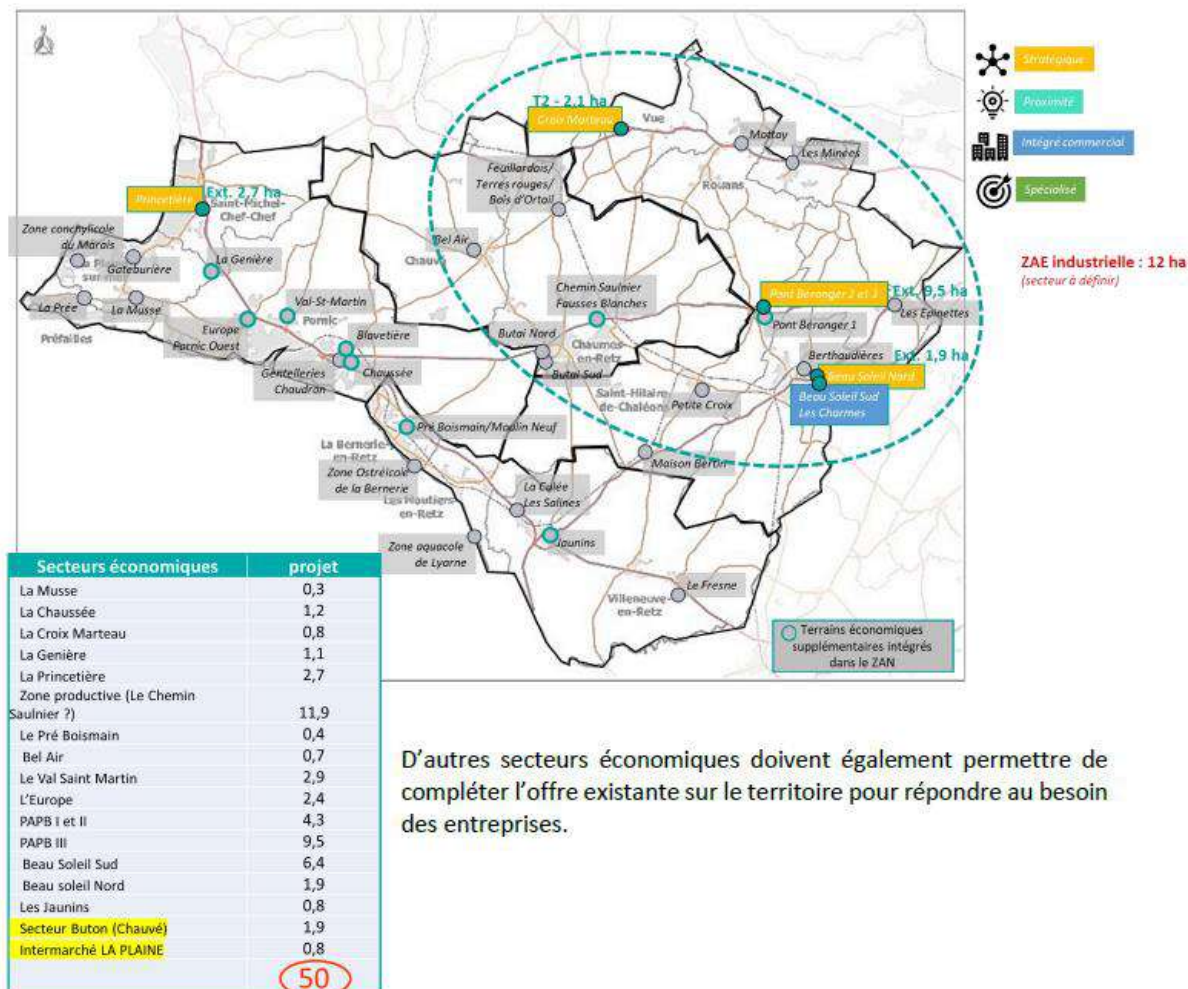 T2 - 2,1 ha
Croix Marteau
Vue
Mottay
Les Minées
Rouans
Feuillardais/
Terres rouges/
Bois d'Ortail
Princetière
Ext. 2,7 ha
Saint-Michel-
Chef-Chef
Zone conchylicole
du Marais
Gateburière
La Genière
Bel Air
Chauvé
La Prée
La Musse
Préfailles
Val-St-Martin
Pornic
Europe
Pornic Ouest
Blavetière
Gentelleries
Chaudron
Chaussée
Chemin Saulnier
Fausses Blanches
Butai Nord
Chaumes-
en-Retz
Butai Sud
Pont Béranger 2 et 3
Ext. 9,5 ha
Les Epinettes
Pont Béranger 1
Berthaudières
Ext. 1,9 ha
Beau Soleil Nord
Beau Soleil Sud
Les Charmes
Saint-Hilaire-
de-Chaléons
Petite Croix
Pré Boismain/Moulin Neuf
La Bernerie-
en-Retz
Zone Ostréicole
de la Bernerie
Les Moutiers
en-Retz
Maison Bertin
La Culée
Les Salines
Jaunins
Zone aquacole
de Lyarne
Le Fresne
Villeneuve-
en-Retz
Terrains économiques
supplémentaires intégrés
dans le ZAN
Stratégique
Proximité
Intégré commercial
Spécialisé
ZAE industrielle : 12 ha
(secteur à définir)
Secteurs économiques projet
La Musse 0,3
La Chaussée 1,2
La Croix Marteau 0,8
La Genière 1,1
La Princetière 2,7
Zone productive (Le Chemin
Saulnier ?) 11,9
Le Pré Boismain 0,4
Bel Air 0,7
Le Val Saint Martin 2,9
L'Europe 2,4
PAPB I et II 4,3
PAPB III 9,5
Beau Soleil Sud 6,4
Beau soleil Nord 1,9
Les Jaunins 0,8
Secteur Buton (Chauvé) 1,9
Intermarché LA PLAINE 0,8
50
D'autres secteurs économiques doivent également permettre de
compléter l'offre existante sur le territoire pour répondre au besoin
des entreprises.